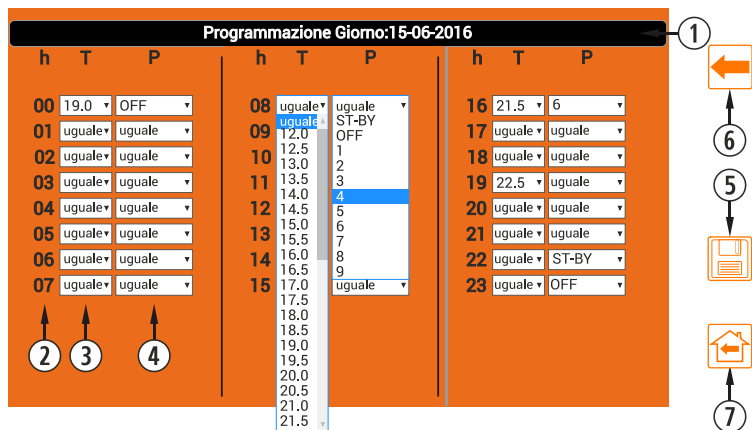 Programmazione Giorno:15-06-2016
1
h T P h T P h T P
00 19.0 OFF 08 uguale uguale 16 21.5 6
uguale ST-BY
01 uguale uguale 09 12.0 OFF 17 uguale uguale
12.5 1
02 uguale uguale 10 13.0 2 18 uguale uguale
03 uguale uguale 11 13.5 3 19 22.5 uguale
14.0 4
04 uguale uguale 12 14.5 5 20 uguale uguale
05 uguale uguale 13 15.0 6 21 uguale uguale
15.5 7
06 uguale uguale 14 16.0 8 22 uguale ST-BY
16.5 9
07 uguale uguale 15 17.0 uguale 23 uguale OFF
17.5
18.0
18.5
19.0
19.5
20.0
20.5
21.0
21.5
2 3 4
6
5
7